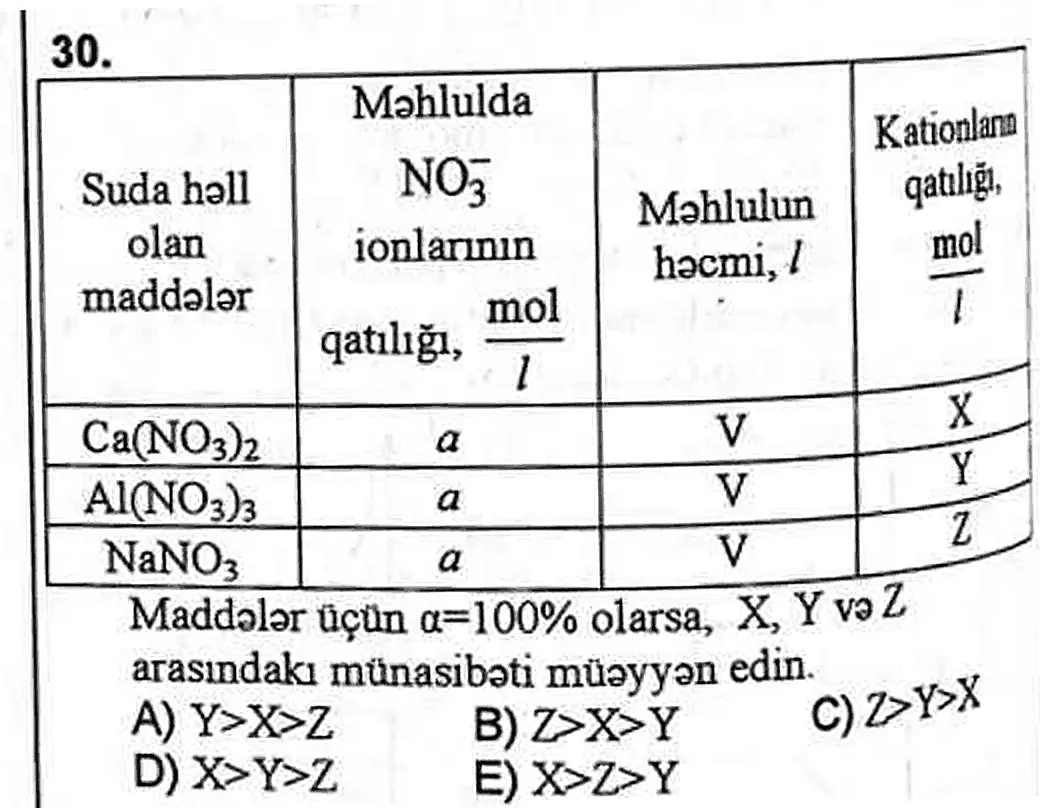 30.
Suda həll
olan
maddələr
Məhlulda
NO₃⁻
ionlarının
qatılığı, mol/l
Məhlulun
həcmi, l
Kationların
qatılığı,
mol/l
Ca(NO₃)₂ a V X
Al(NO₃)₃ a V Y
NaNO₃ a V Z
Maddələr üçün α=100% olarsa, X, Y və Z
arasındakı münasibəti müəyyən edin.
A) Y>X>Z B) Z>X>Y C) Z>Y>X
D) X>Y>Z E) X>Z>Y